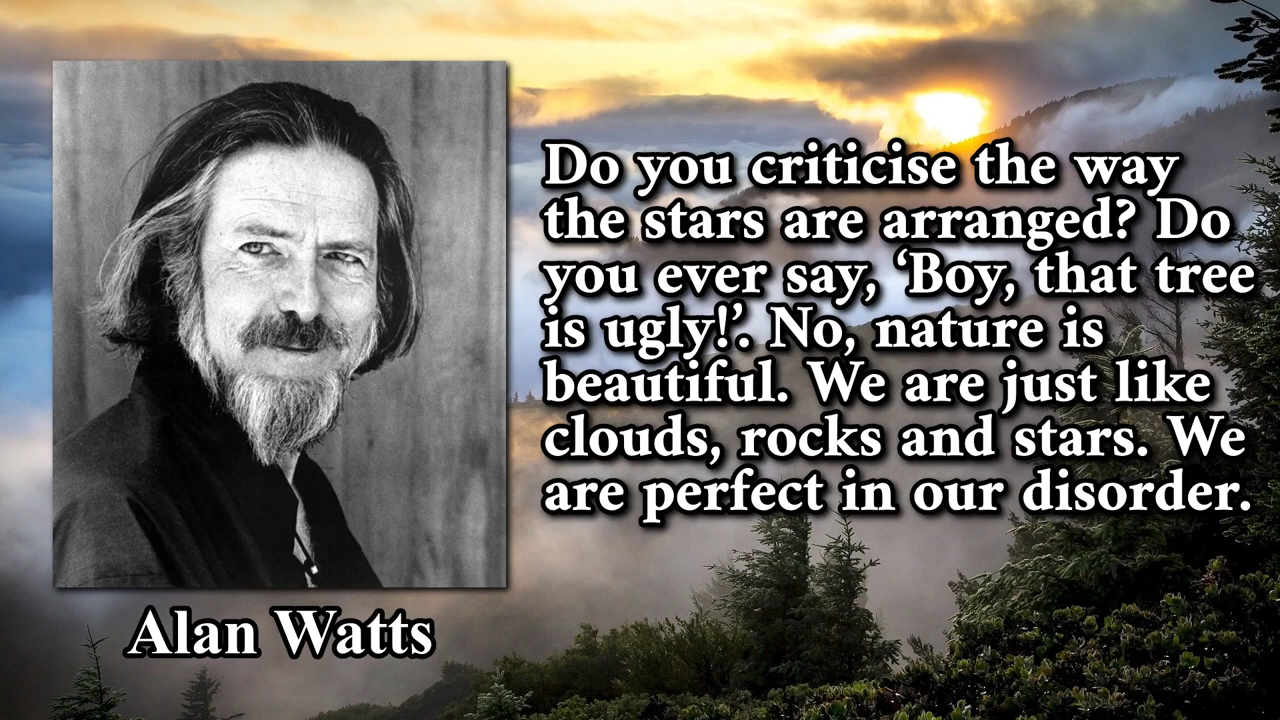 Do you criticise the way
the stars are arranged? Do
you ever say, ‘Boy, that tree
is ugly!’. No, nature is
beautiful. We are just like
clouds, rocks and stars. We
are perfect in our disorder.
Alan Watts